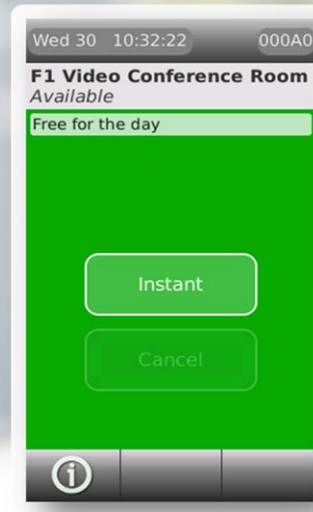 Wed 30 10:32:22 000A0
F1 Video Conference Room
Available
Free for the day
Instant
Cancel
i